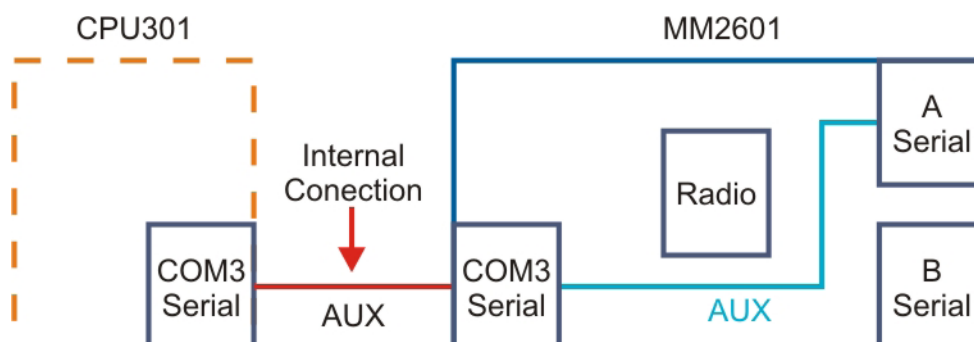 CPU301
MM2601
Internal
Conection
A
Serial
Radio
COM3
Serial
AUX
COM3
Serial
AUX
B
Serial